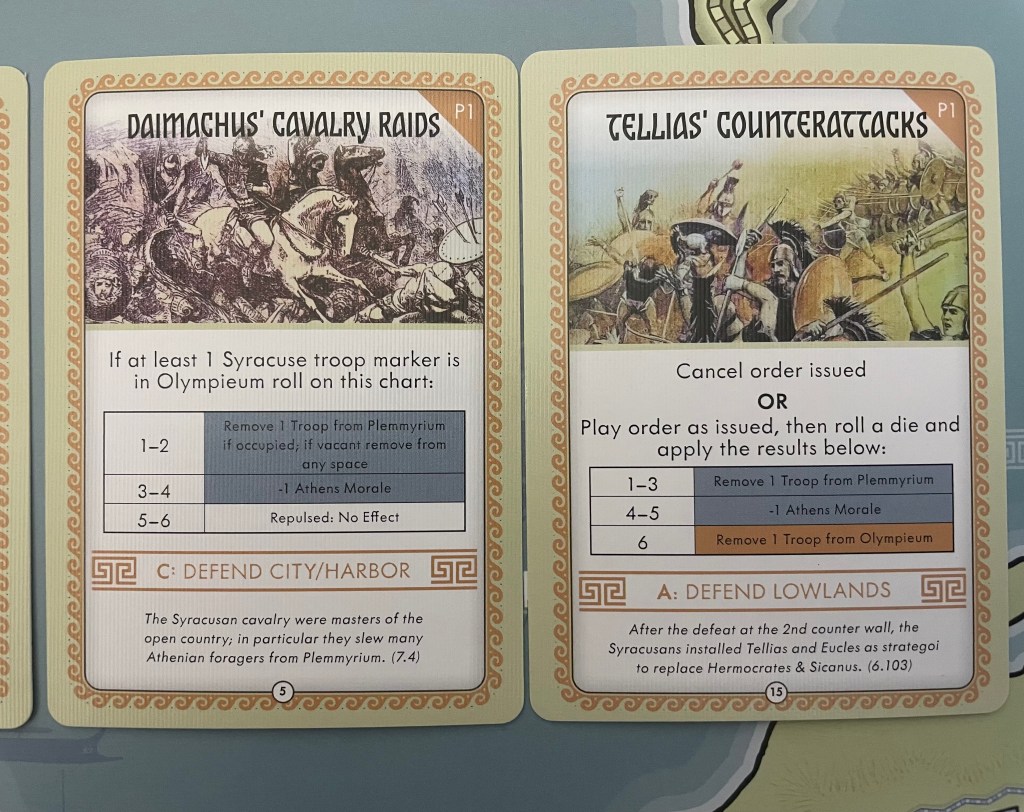 DAIMACHUS' CAVALRY RAIDS
P1
If at least 1 Syracuse troop marker is
in Olympieum roll on this chart:
1–2
Remove 1 Troop from Plemmyrium
if occupied; if vacant remove from
any space
3–4
-1 Athens Morale
5–6
Repulsed: No Effect
C: DEFEND CITY/HARBOR
The Syracusan cavalry were masters of the
open country; in particular they slew many
Athenian foragers from Plemmyrium. (7.4)
5
TELLIAS' COUNTERATTACKS
P1
Cancel order issued
OR
Play order as issued, then roll a die and
apply the results below:
1–3
Remove 1 Troop from Plemmyrium
4–5
-1 Athens Morale
6
Remove 1 Troop from Olympieum
A: DEFEND LOWLANDS
After the defeat at the 2nd counter wall, the
Syracusans installed Tellias and Eucles as strategoi
to replace Hermocrates & Sicanus. (6.103)
15